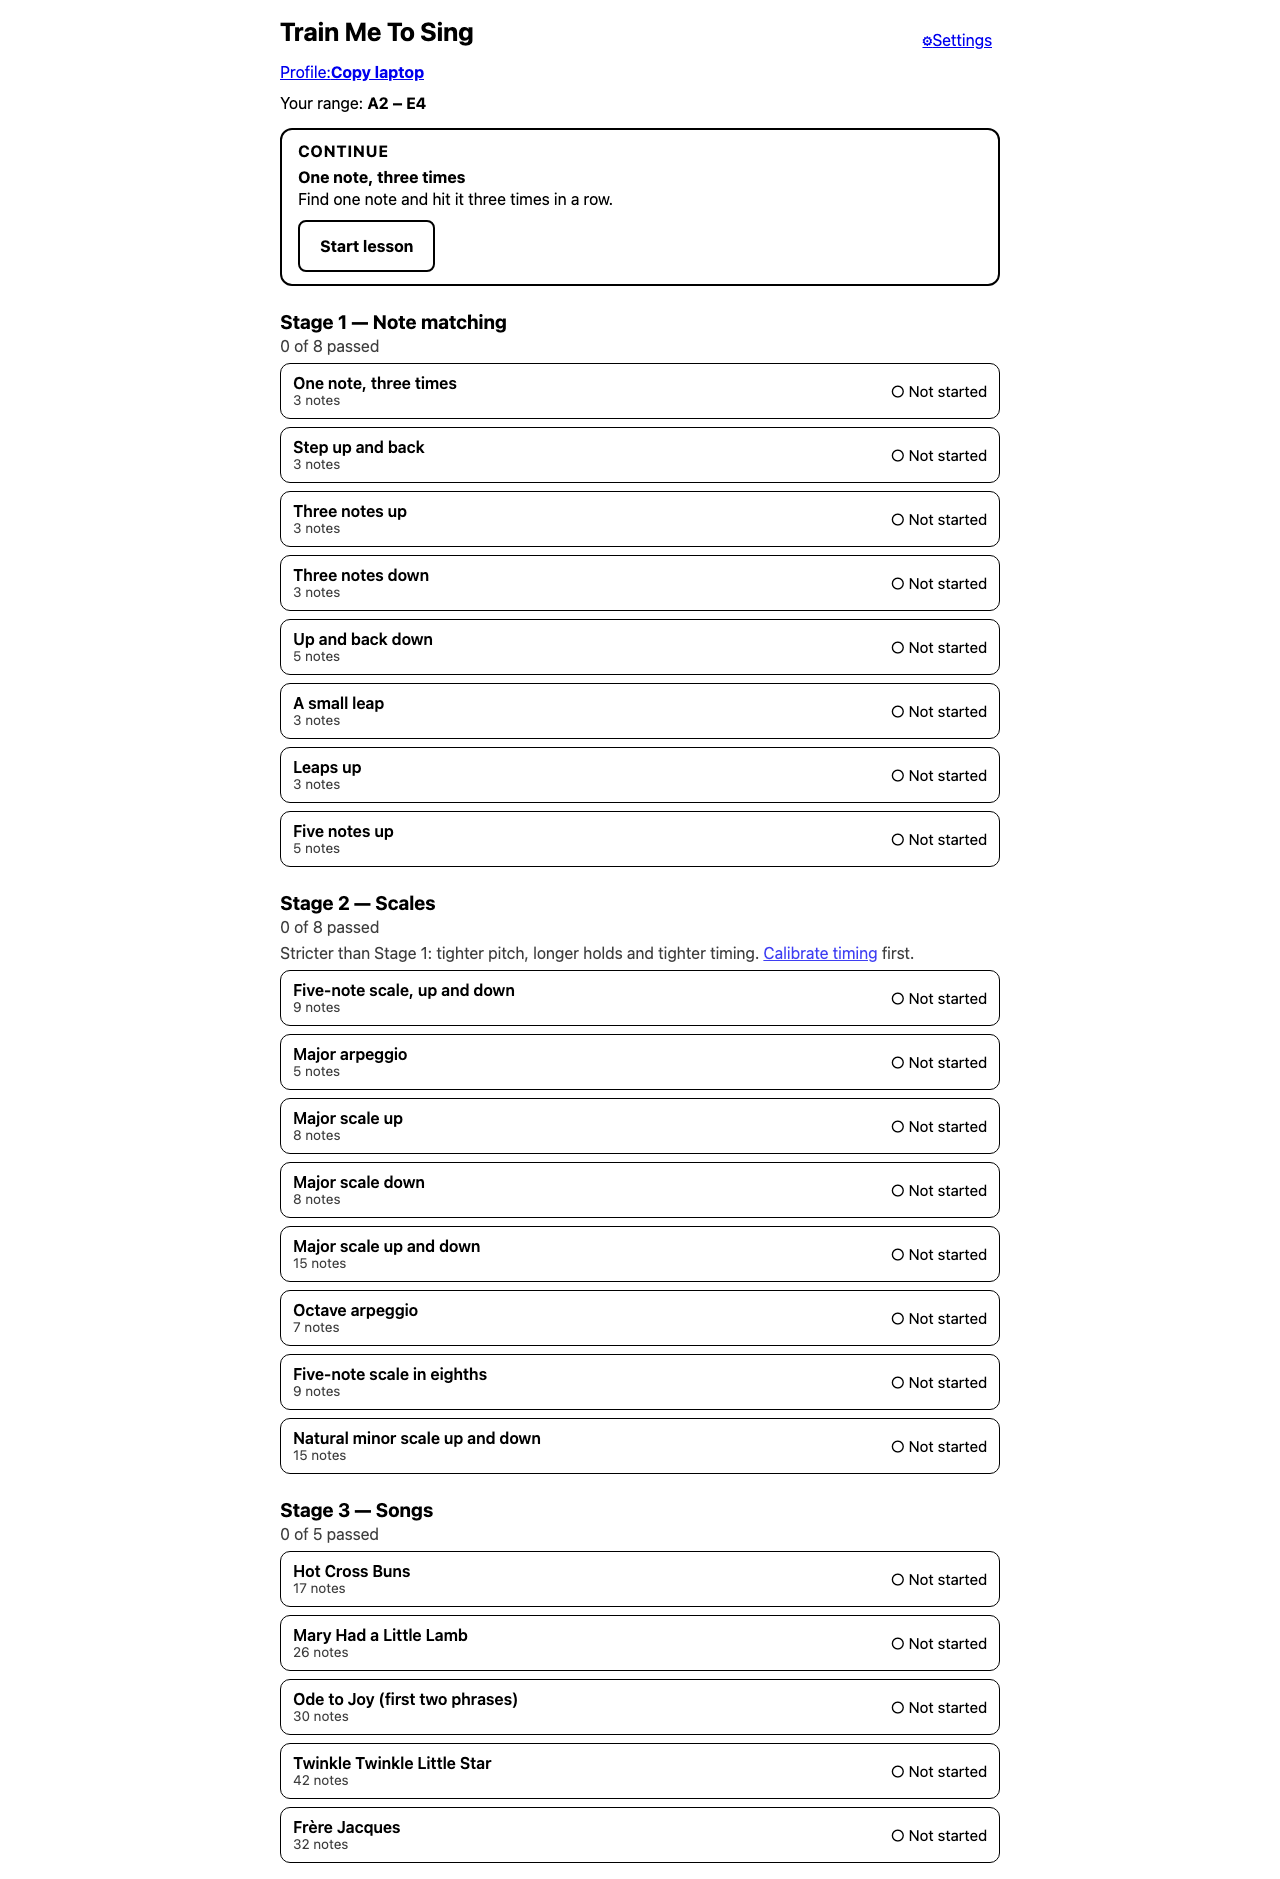 Train Me To Sing
⚙Settings
Profile:Copy laptop
Your range: A2 – E4
CONTINUE
One note, three times
Find one note and hit it three times in a row.
Start lesson
Stage 1 — Note matching
0 of 8 passed
One note, three times
3 notes
○ Not started
Step up and back
3 notes
○ Not started
Three notes up
3 notes
○ Not started
Three notes down
3 notes
○ Not started
Up and back down
5 notes
○ Not started
A small leap
3 notes
○ Not started
Leaps up
3 notes
○ Not started
Five notes up
5 notes
○ Not started
Stage 2 — Scales
0 of 8 passed
Stricter than Stage 1: tighter pitch, longer holds and tighter timing. Calibrate timing first.
Five-note scale, up and down
9 notes
○ Not started
Major arpeggio
5 notes
○ Not started
Major scale up
8 notes
○ Not started
Major scale down
8 notes
○ Not started
Major scale up and down
15 notes
○ Not started
Octave arpeggio
7 notes
○ Not started
Five-note scale in eighths
9 notes
○ Not started
Natural minor scale up and down
15 notes
○ Not started
Stage 3 — Songs
0 of 5 passed
Hot Cross Buns
17 notes
○ Not started
Mary Had a Little Lamb
26 notes
○ Not started
Ode to Joy (first two phrases)
30 notes
○ Not started
Twinkle Twinkle Little Star
42 notes
○ Not started
Frère Jacques
32 notes
○ Not started